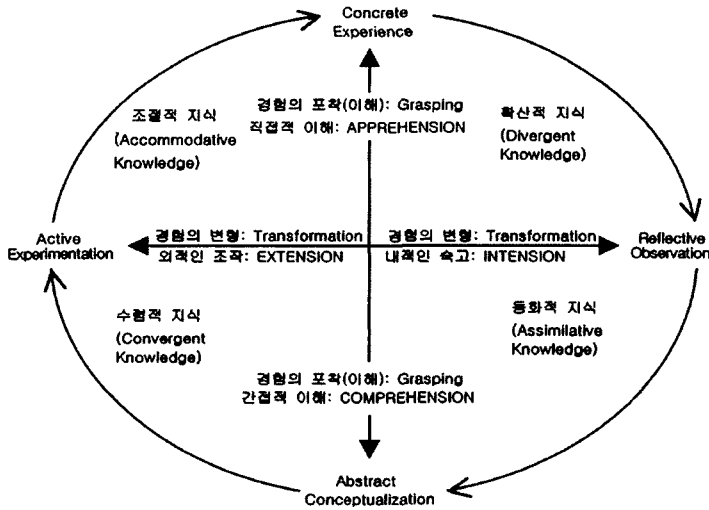 Concrete
Experience
경험의 포착(이해): Grasping
직접적 이해: APPREHENSION
조절적 지식
(Accommodative
Knowledge)
확산적 지식
(Divergent
Knowledge)
Active
Experimentation
경험의 변형: Transformation
외적인 조작: EXTENSION
경험의 변형: Transformation
내적인 숙고: INTENSION
Reflective
Observation
수렴적 지식
(Convergent
Knowledge)
동화적 지식
(Assimilative
Knowledge)
경험의 포착(이해): Grasping
간접적 이해: COMPREHENSION
Abstract
Conceptualization